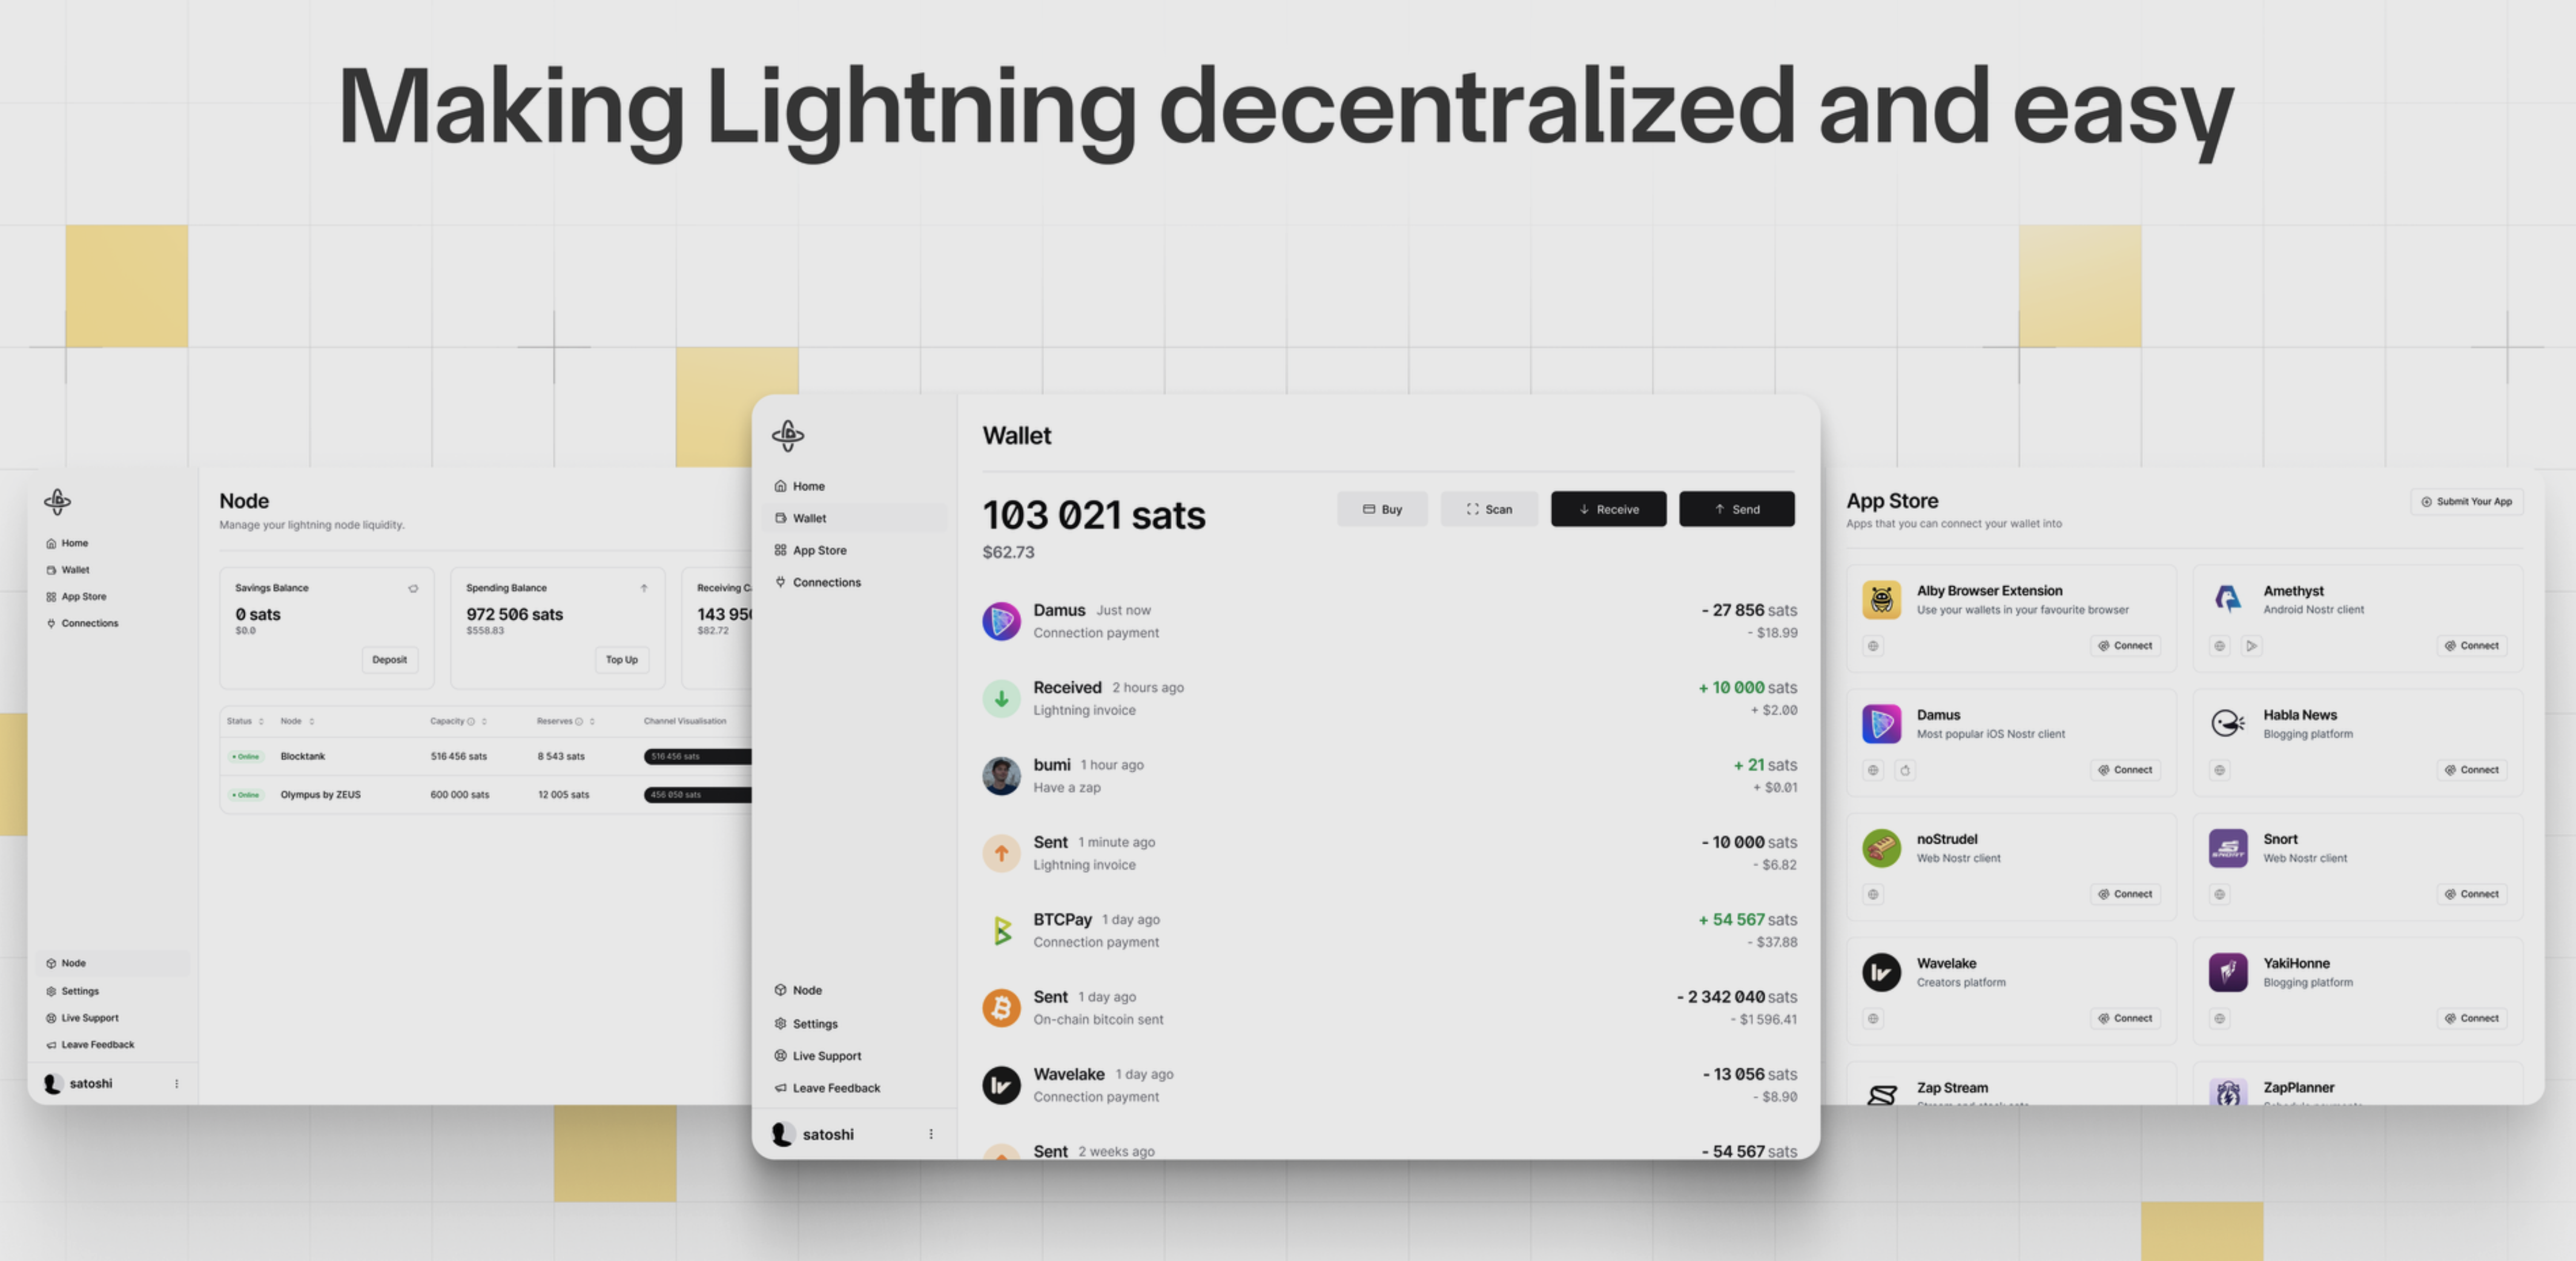 Making Lightning decentralized and easy
Node
Manage your lightning node liquidity.
Home
Wallet
App Store
Connections
Savings Balance
0 sats
$0.0
Deposit
Spending Balance
972 506 sats
$558.83
Top Up
Receiving
$82.72
Status Node Capacity Reserves Channel Visualisation
Online Blocktank 516 456 sats 8 543 sats 516 456 sats
Online Olympus by ZEUS 600 000 sats 12 005 sats 456 050 sats
Node
Settings
Live Support
Leave Feedback
satoshi
Wallet
Home
Wallet
App Store
Connections
103 021 sats
$62.73
Buy
Scan
Receive
Send
Damus Just now - 27 856 sats
Connection payment - $18.99
Received 2 hours ago + 10 000 sats
Lightning invoice + $2.00
bumi 1 hour ago + 21 sats
Have a zap + $0.01
Sent 1 minute ago - 10 000 sats
Lightning invoice - $6.82
BTCPay 1 day ago + 54 567 sats
Connection payment - $37.88
Sent 1 day ago - 2 342 040 sats
On-chain bitcoin sent - $1 596.41
Wavelake 1 day ago - 13 056 sats
Connection payment - $8.90
Sent 2 weeks ago - 54 567 sats
Node
Settings
Live Support
Leave Feedback
satoshi
App Store
Apps that you can connect your wallet into
Submit Your App
Alby Browser Extension
Use your wallets in your favourite browser
Connect
Amethyst
Android Nostr client
Connect
Damus
Most popular iOS Nostr client
Connect
Habla News
Blogging platform
Connect
noStrudel
Web Nostr client
Connect
SNORT
Snort
Web Nostr client
Connect
Wavelake
Creators platform
Connect
YakiHonne
Blogging platform
Connect
Zap Stream
ZapPlanner